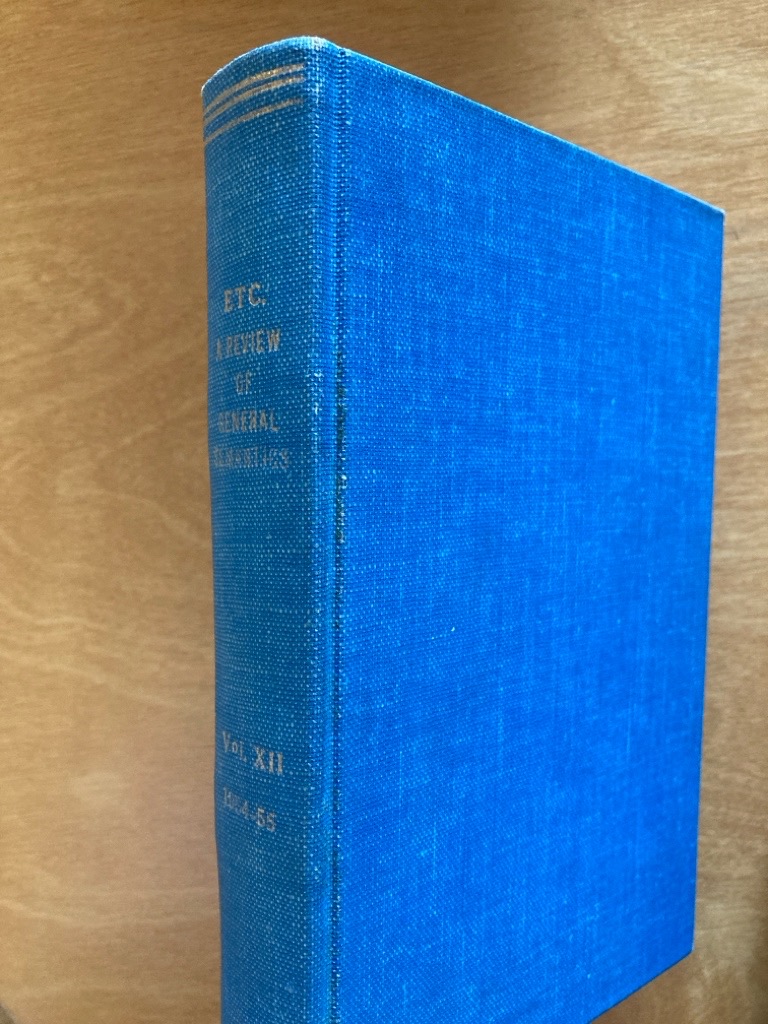 ETC.
A REVIEW
OF
GENERAL
SEMANTICS
Vol. XII
1954-55